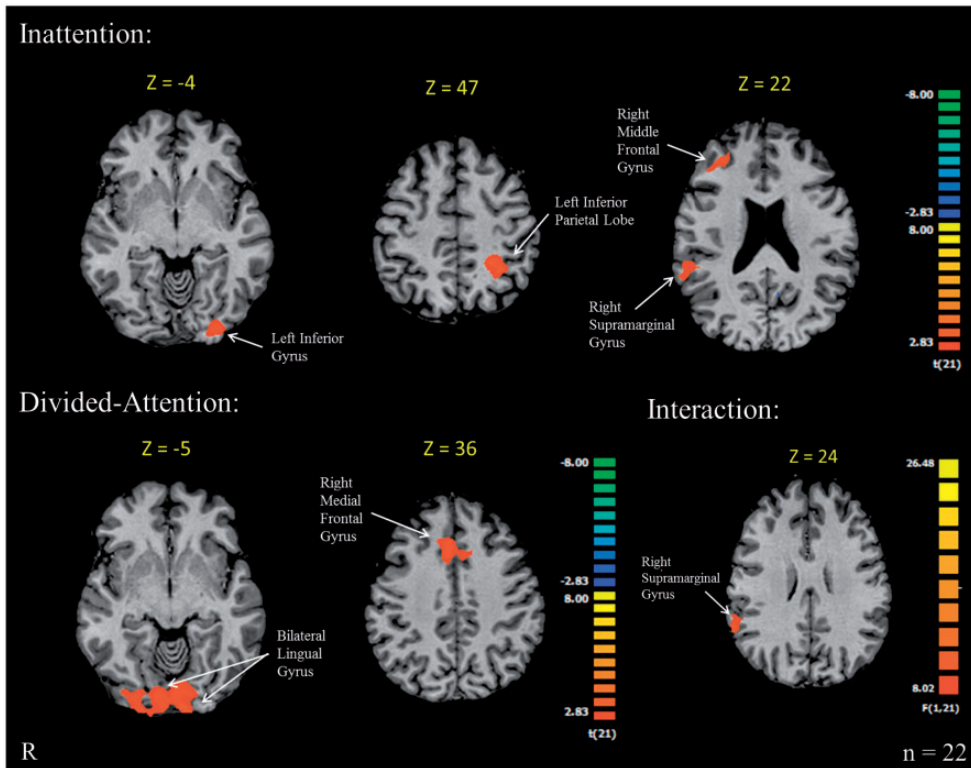 Inattention:
Z = -4
Z = 47
Z = 22
Right
Middle
Frontal
Gyrus
Left Inferior
Parietal Lobe
Left Inferior
Gyrus
Right
Supramarginal
Gyrus
-8.00
-2.83
8.00
2.83
t(21)
Divided-Attention:
Z = -5
Z = 36
Right
Medial
Frontal
Gyrus
Bilateral
Lingual
Gyrus
-8.00
-2.83
8.00
2.83
t(21)
Interaction:
Z = 24
Right
Supramarginal
Gyrus
26.48
8.02
F(1,21)
R
n = 22